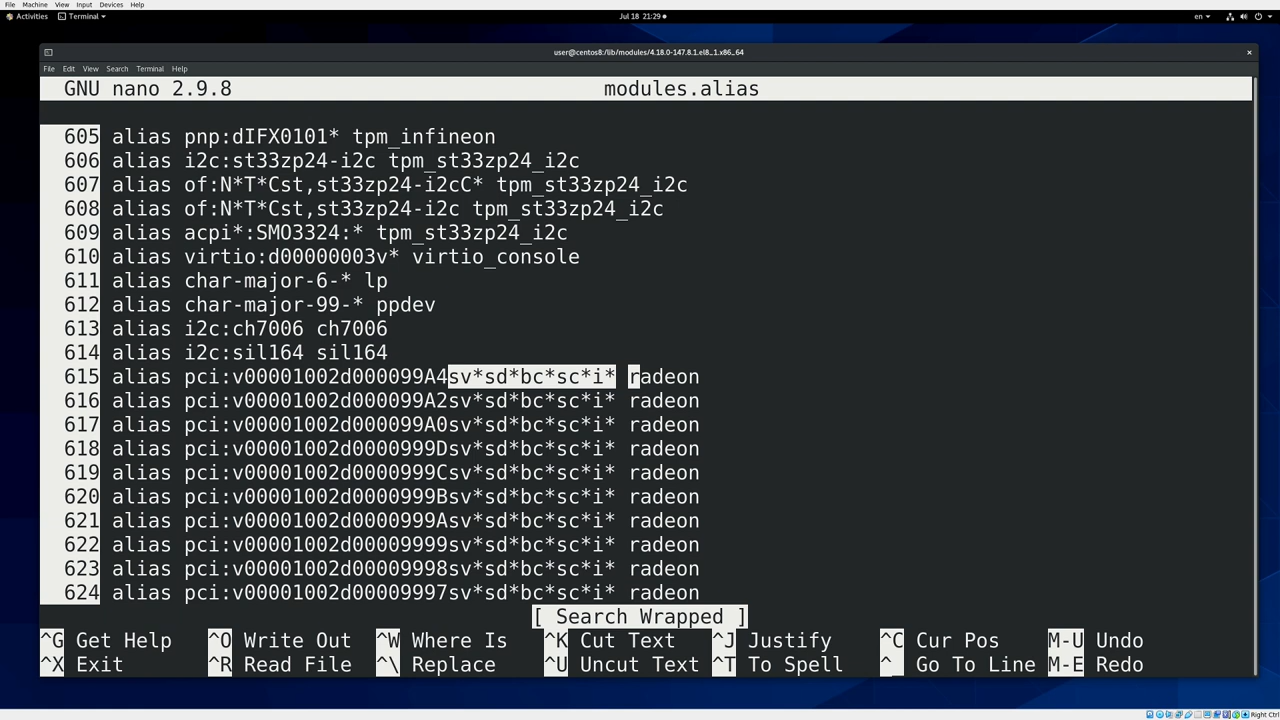 File Machine View Input Devices Help
Activities Terminal Jul 18 21:29 en
user@centos8:/lib/modules/4.18.0-147.8.1.el8_1.x86_64
File Edit View Search Terminal Help
GNU nano 2.9.8 modules.alias
605 alias pnp:dIFX0101* tpm_infineon
606 alias i2c:st33zp24-i2c tpm_st33zp24_i2c
607 alias of:N*T*Cst,st33zp24-i2cC* tpm_st33zp24_i2c
608 alias of:N*T*Cst,st33zp24-i2c tpm_st33zp24_i2c
609 alias acpi*:SMO3324:* tpm_st33zp24_i2c
610 alias virtio:d00000003v* virtio_console
611 alias char-major-6-* lp
612 alias char-major-99-* ppdev
613 alias i2c:ch7006 ch7006
614 alias i2c:sil164 sil164
615 alias pci:v00001002d000099A4sv*sd*bc*sc*i* radeon
616 alias pci:v00001002d000099A2sv*sd*bc*sc*i* radeon
617 alias pci:v00001002d000099A0sv*sd*bc*sc*i* radeon
618 alias pci:v00001002d0000999Dsv*sd*bc*sc*i* radeon
619 alias pci:v00001002d0000999Csv*sd*bc*sc*i* radeon
620 alias pci:v00001002d0000999Bsv*sd*bc*sc*i* radeon
621 alias pci:v00001002d0000999Asv*sd*bc*sc*i* radeon
622 alias pci:v00001002d00009999sv*sd*bc*sc*i* radeon
623 alias pci:v00001002d00009998sv*sd*bc*sc*i* radeon
624 alias pci:v00001002d00009997sv*sd*bc*sc*i* radeon
[ Search Wrapped ]
^G Get Help ^O Write Out ^W Where Is ^K Cut Text ^J Justify ^C Cur Pos M-U Undo
^X Exit ^R Read File ^\ Replace ^U Uncut Text ^T To Spell ^_ Go To Line M-E Redo
Right Ctrl